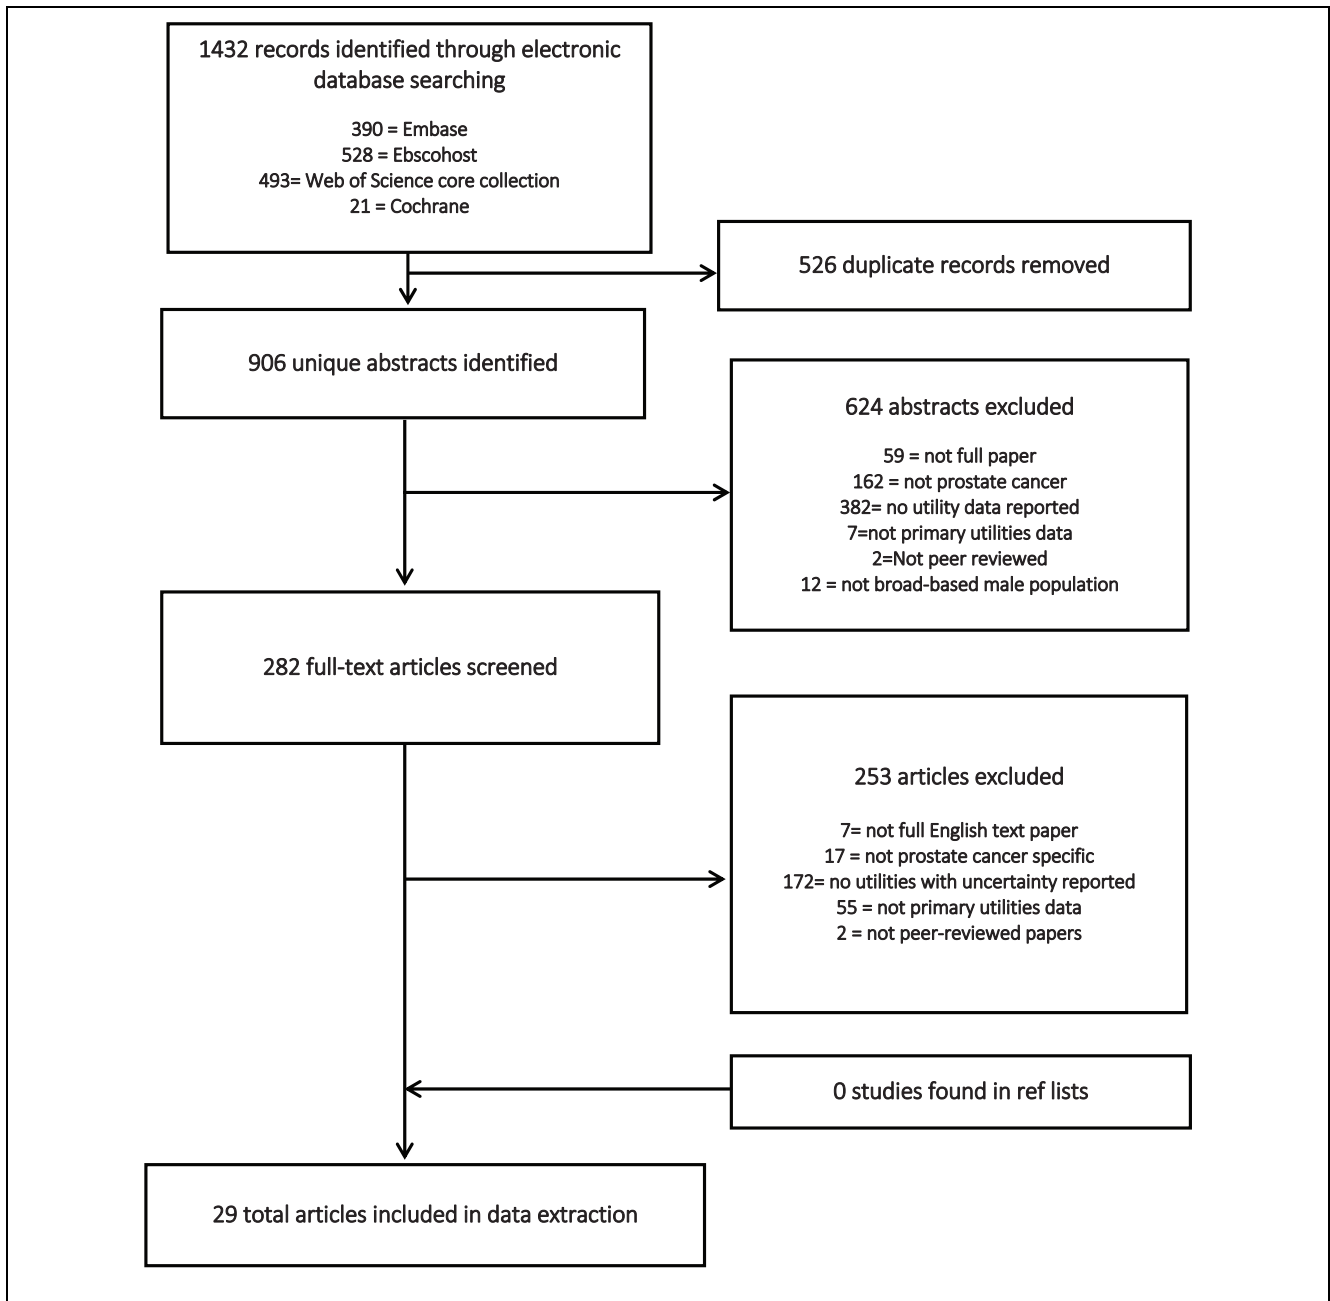 1432 records identified through electronic
database searching
390 = Embase
528 = Ebscohost
493= Web of Science core collection
21 = Cochrane
526 duplicate records removed
906 unique abstracts identified
624 abstracts excluded
59 = not full paper
162 = not prostate cancer
382= no utility data reported
7=not primary utilities data
2=Not peer reviewed
12 = not broad-based male population
282 full-text articles screened
253 articles excluded
7= not full English text paper
17 = not prostate cancer specific
172= no utilities with uncertainty reported
55 = not primary utilities data
2 = not peer-reviewed papers
0 studies found in ref lists
29 total articles included in data extraction